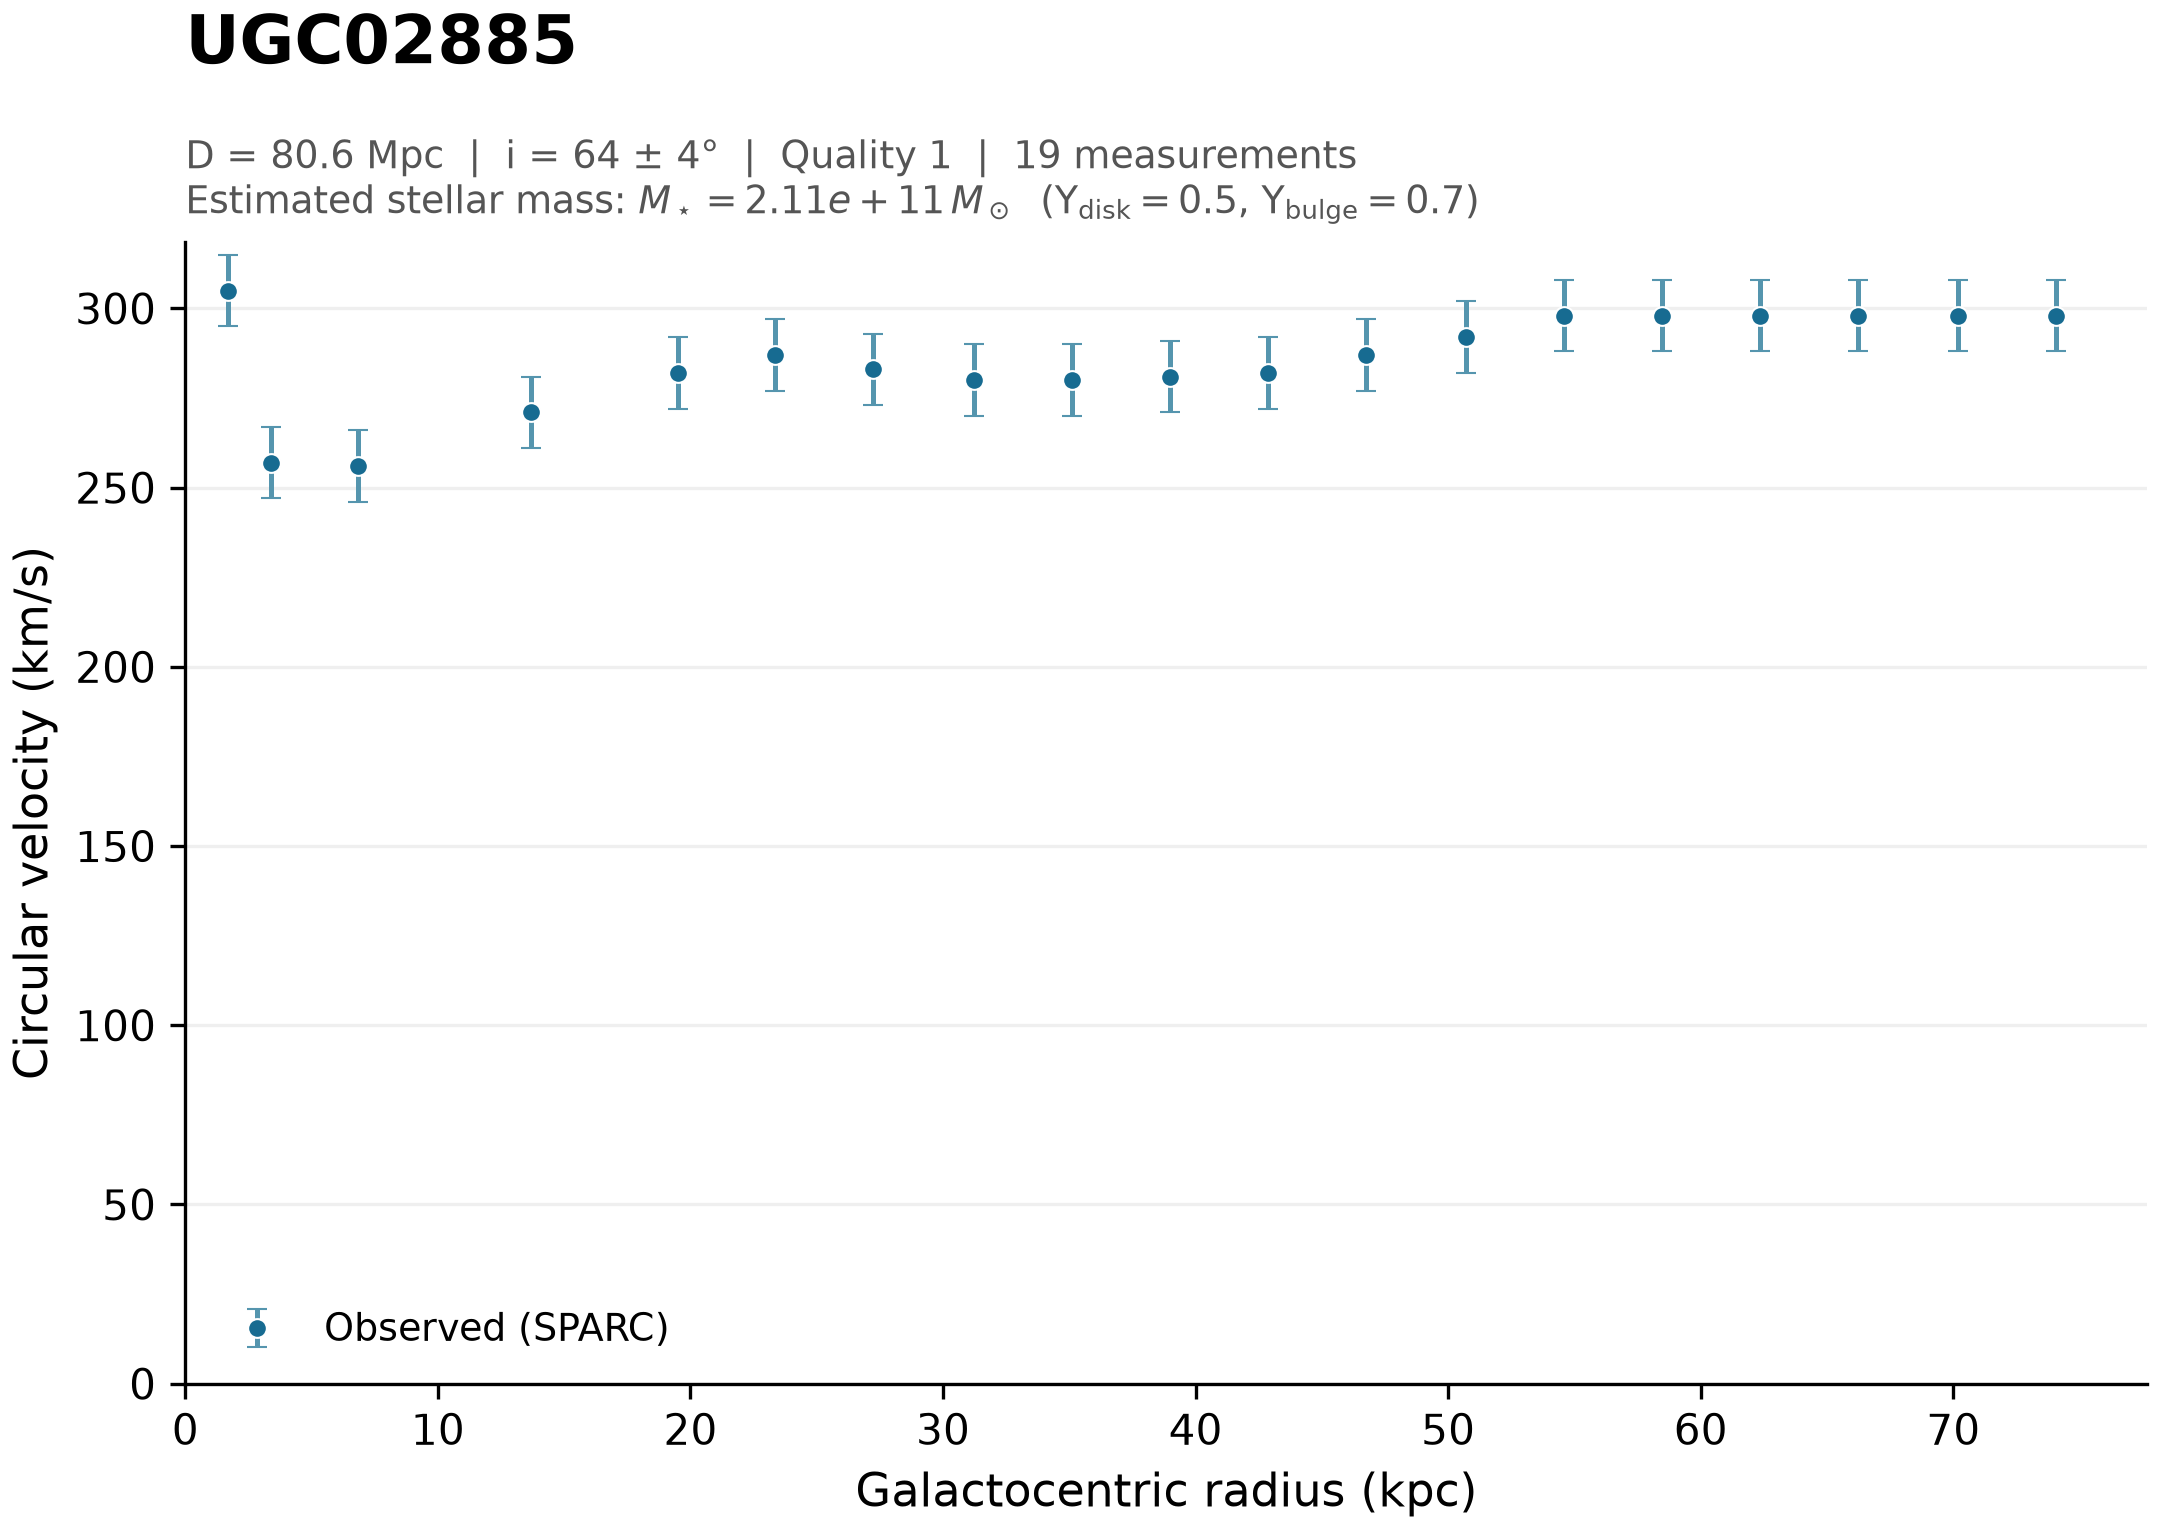 UGC02885
D = 80.6 Mpc | i = 64 ± 4° | Quality 1 | 19 measurements
Estimated stellar mass: M⋆ = 2.11e + 11 M⊙ (Υdisk = 0.5, Υbulge = 0.7)
Circular velocity (km/s)
300
250
200
150
100
50
0
Observed (SPARC)
0 10 20 30 40 50 60 70
Galactocentric radius (kpc)